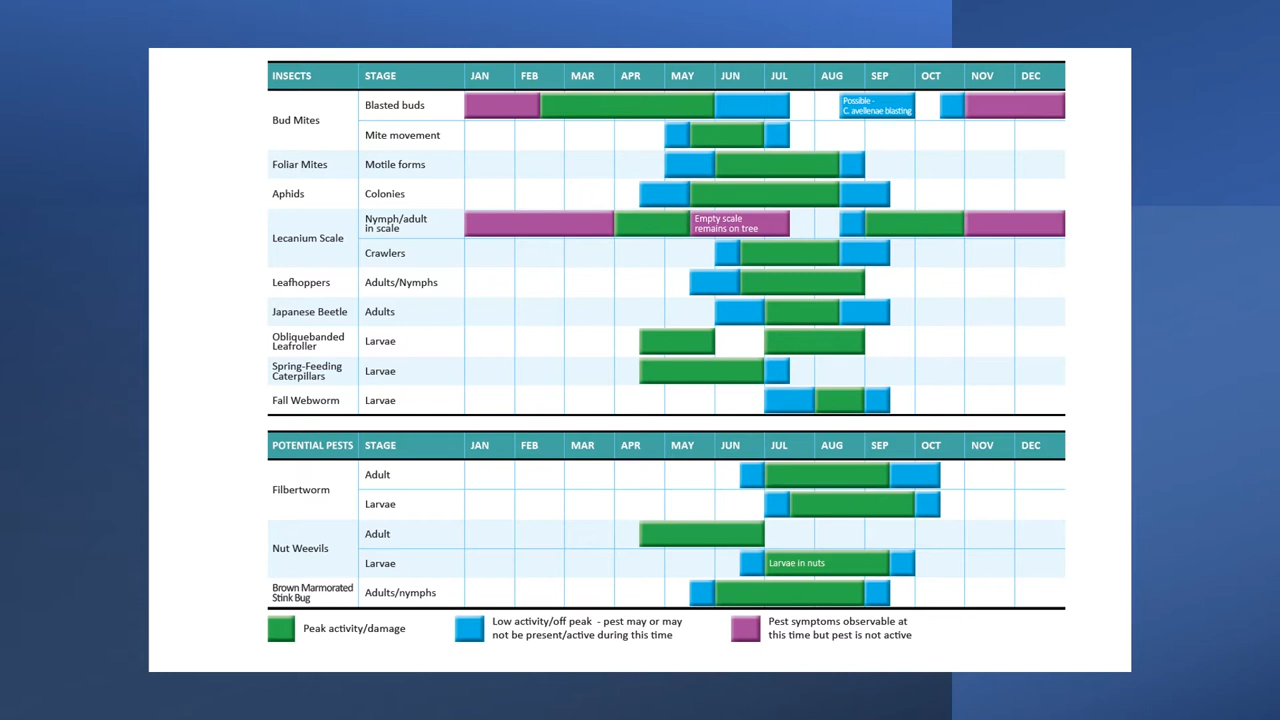 INSECTS STAGE JAN FEB MAR APR MAY JUN JUL AUG SEP OCT NOV DEC
Bud Mites
Blasted buds
Possible -
C. avellenae blasting
Mite movement
Foliar Mites Motile forms
Aphids Colonies
Lecanium Scale
Nymph/adult
in scale
Empty scale
remains on tree
Crawlers
Leafhoppers Adults/Nymphs
Japanese Beetle Adults
Obliquebanded
Leafroller
Larvae
Spring-Feeding
Caterpillars
Larvae
Fall Webworm Larvae
POTENTIAL PESTS STAGE JAN FEB MAR APR MAY JUN JUL AUG SEP OCT NOV DEC
Filbertworm
Adult
Larvae
Nut Weevils
Adult
Larvae
Larvae in nuts
Brown Marmorated
Stink Bug
Adults/nymphs
Peak activity/damage
Low activity/off peak - pest may or may
not be present/active during this time
Pest symptoms observable at
this time but pest is not active